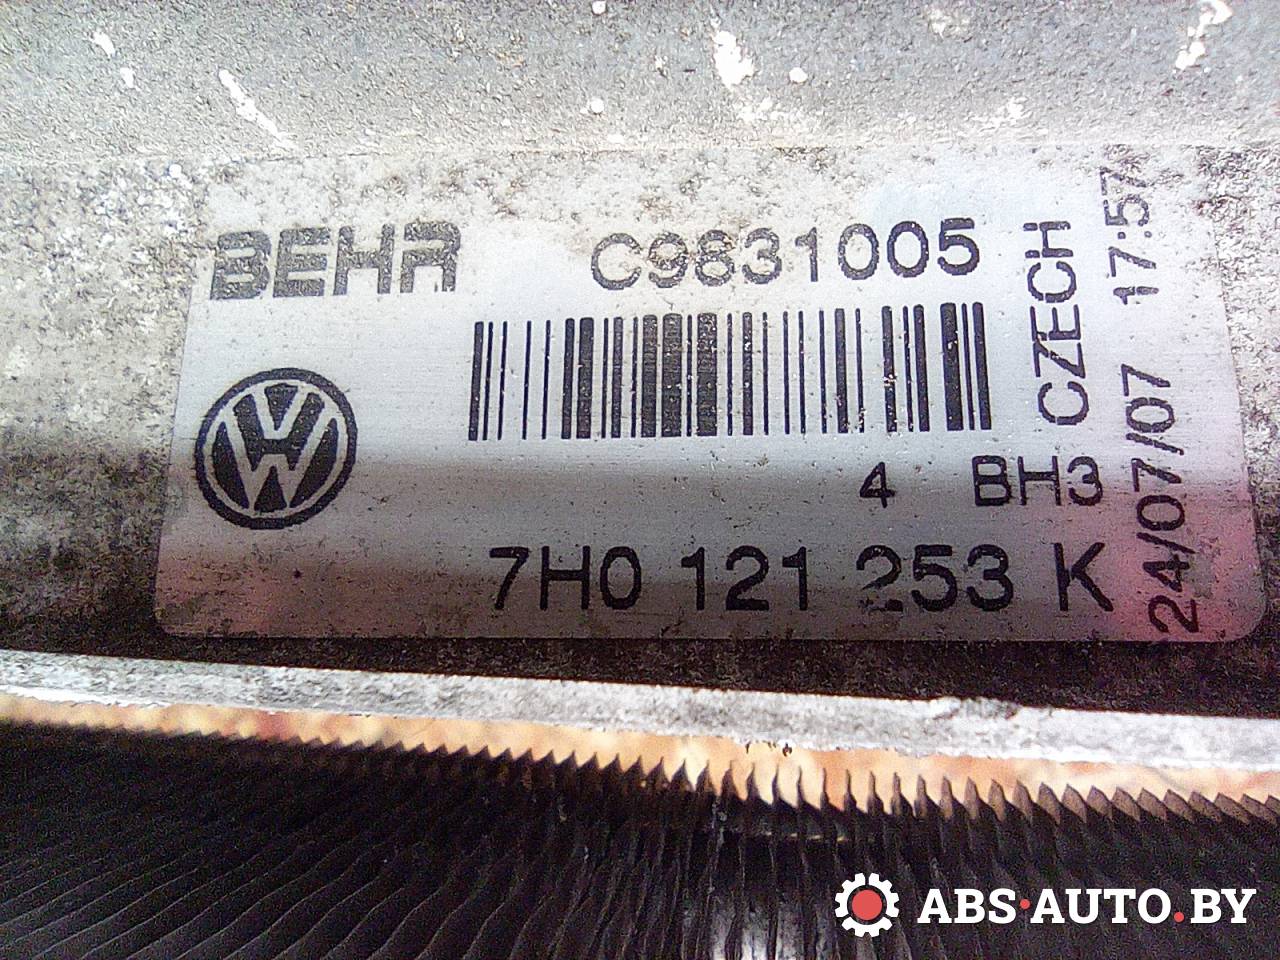 BEHR C9831005
CZECH
24/07/07 17:57
4 BH3
7H0 121 253 K
ABS·AUTO.BY